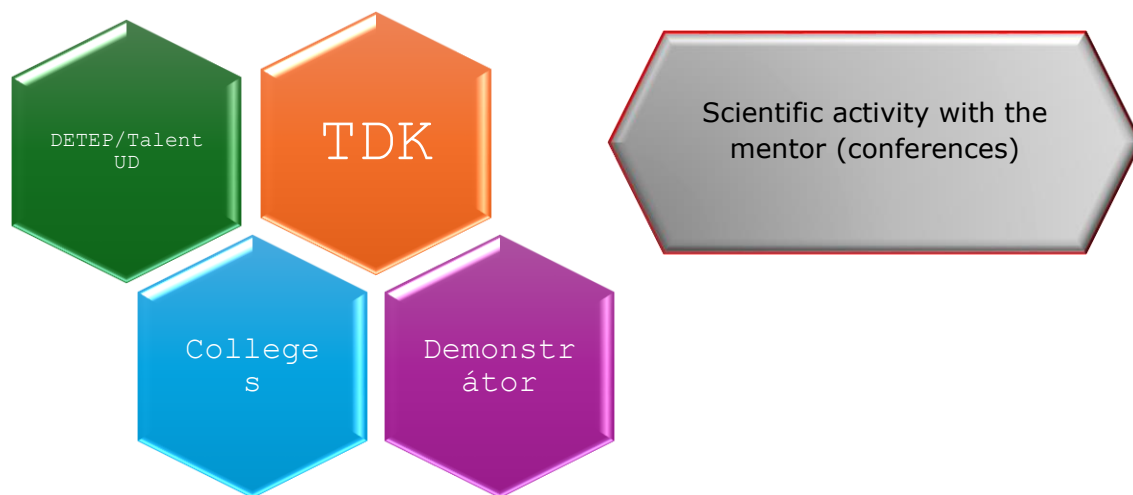 DETEP/Talent
UD
TDK
Scientific activity with the
mentor (conferences)
College
s
Demonstr
átor